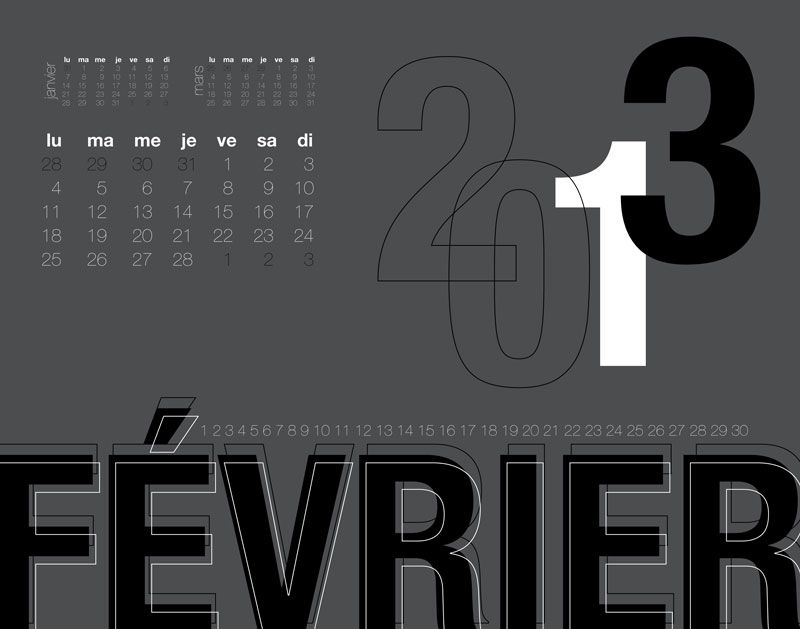 janvier
lu ma me je ve sa di
1 2 3 4 5 6
7 8 9 10 11 12 13
14 15 16 17 18 19 20
21 22 23 24 25 26 27
28 29 30 31
mars
lu ma me je ve sa di
1 2 3
4 5 6 7 8 9 10
11 12 13 14 15 16 17
18 19 20 21 22 23 24
25 26 27 28 29 30 31
lu ma me je ve sa di
28 29 30 31 1 2 3
4 5 6 7 8 9 10
11 12 13 14 15 16 17
18 19 20 21 22 23 24
25 26 27 28 1 2 3
2013
1 2 3 4 5 6 7 8 9 10 11 12 13 14 15 16 17 18 19 20 21 22 23 24 25 26 27 28 29 30
FÉVRIER